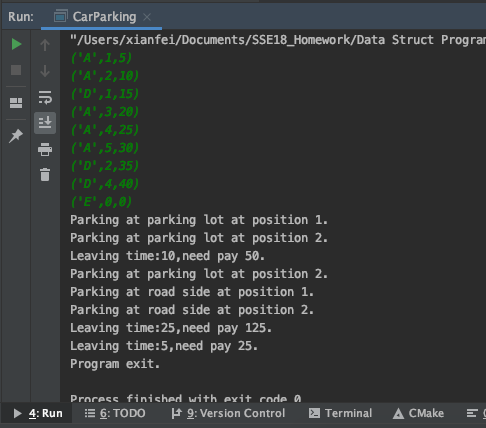 Run: CarParking
"/Users/xianfei/Documents/SSE18_Homework/Data Struct Program
('A',1,5)
('A',2,10)
('D',1,15)
('A',3,20)
('A',4,25)
('A',5,30)
('D',2,35)
('D',4,40)
('E',0,0)
Parking at parking lot at position 1.
Parking at parking lot at position 2.
Leaving time:10,need pay 50.
Parking at parking lot at position 2.
Parking at road side at position 1.
Parking at road side at position 2.
Leaving time:25,need pay 125.
Leaving time:5,need pay 25.
Program exit.
Process finished with exit code 0
4: Run 6: TODO 9: Version Control Terminal CMake